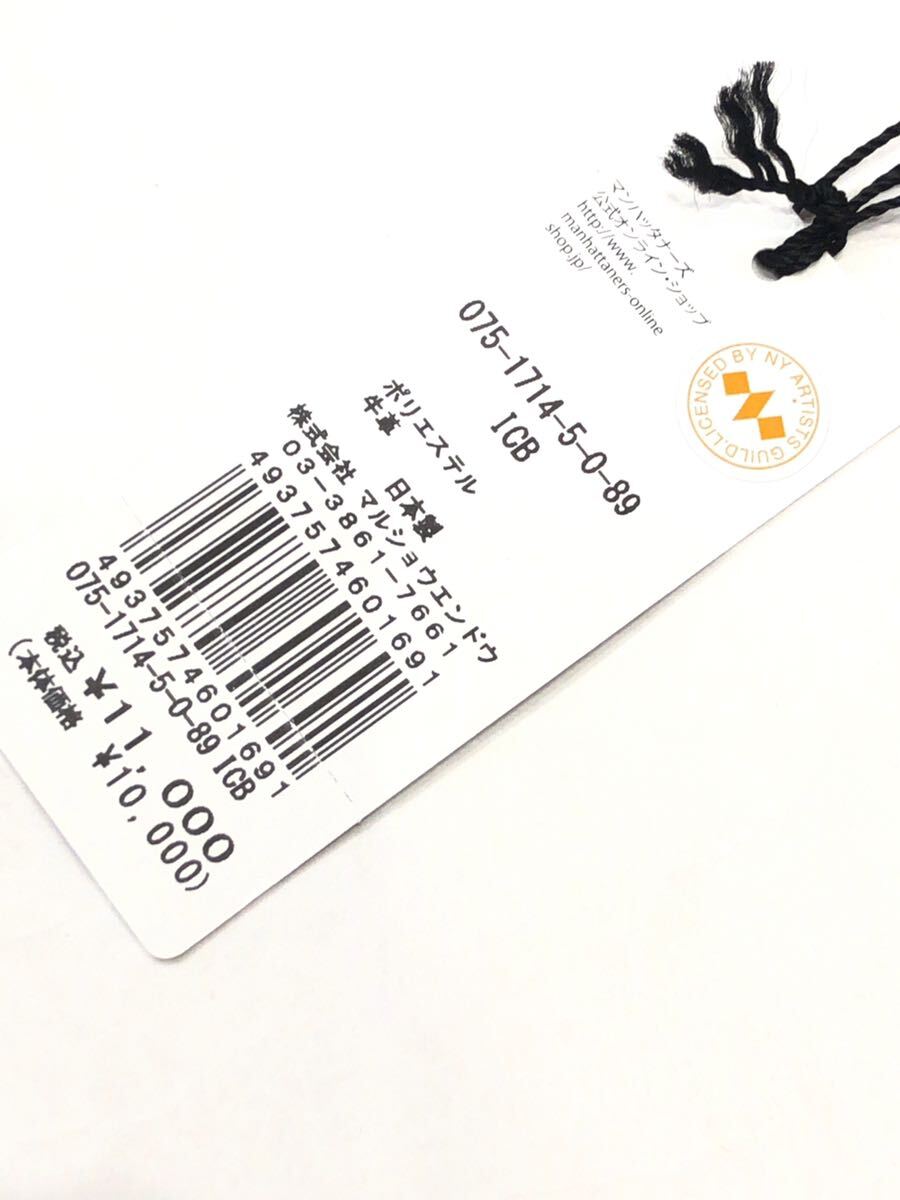 マンハッタナーズ
公式オンライン・ショップ
http://www.
manhattaners-online
shop.jp/
LICENSED BY NY ARTISTS GUILD.
075-1714-5-0-89
ICB
ポリエステル
牛革
日本製
株式会社 マルショウエンドウ
03-3861-7661
4937574601691
4937574601691
075-1714-5-0-89 ICB
税込 ¥11,000
(本体価格 ¥10,000)